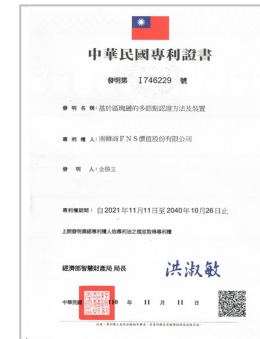 中華民國專利證書
發明第 I746229 號
發明名稱：基於區塊鏈的多節點認證方法及裝置
專利權人：南韓商FNS價值股份有限公司
發明人：全勝主
專利權期間：自2021年11月11日至2040年10月26日止
上開發明業經專利權人依專利法之規定取得專利權
經濟部智慧財產局 局長
洪淑敏
中華民國 110 年 11 月 11 日